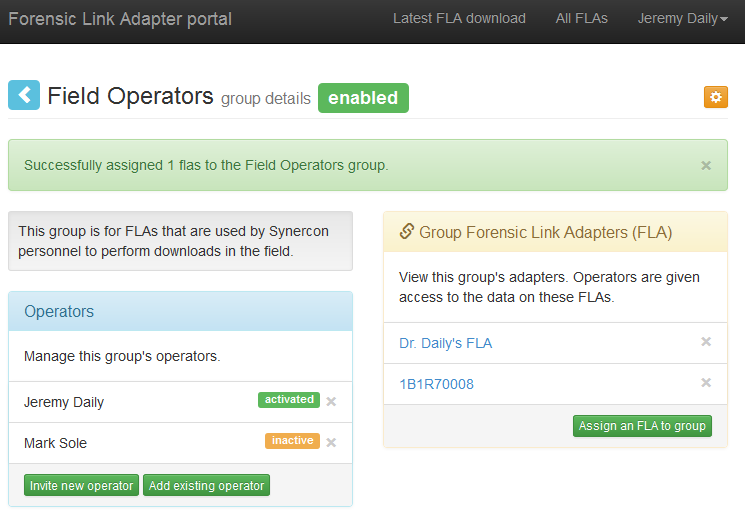 Forensic Link Adapter portal
Latest FLA download
All FLAs
Jeremy Daily
Field Operators group details enabled
Successfully assigned 1 flas to the Field Operators group.
This group is for FLAs that are used by Synercon
personnel to perform downloads in the field.
Operators
Manage this group's operators.
Jeremy Daily activated
Mark Sole inactive
Invite new operator Add existing operator
Group Forensic Link Adapters (FLA)
View this group's adapters. Operators are given
access to the data on these FLAs.
Dr. Daily's FLA
1B1R70008
Assign an FLA to group